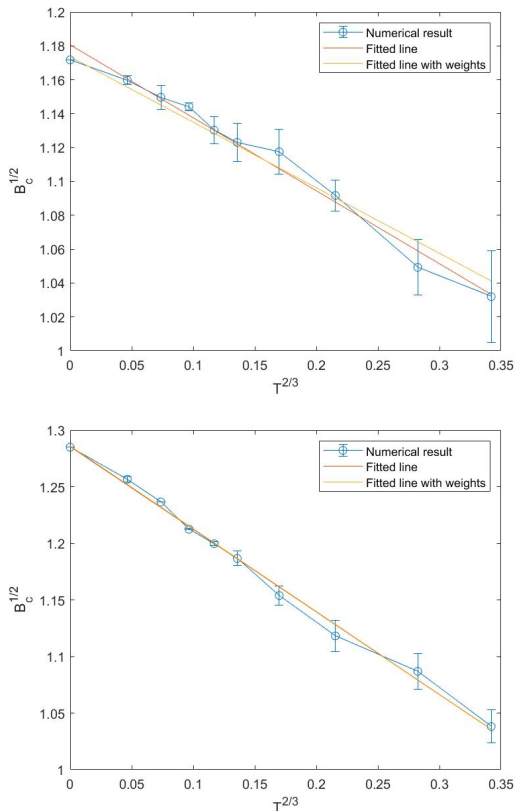 1.2
1.18
1.16
1.14
1.12
1.1
1.08
1.06
1.04
1.02
1
B_c^{1/2}
Numerical result
Fitted line
Fitted line with weights
0 0.05 0.1 0.15 0.2 0.25 0.3 0.35
T^{2/3}
1.3
1.25
1.2
1.15
1.1
1.05
1
B_c^{1/2}
Numerical result
Fitted line
Fitted line with weights
0 0.05 0.1 0.15 0.2 0.25 0.3 0.35
T^{2/3}